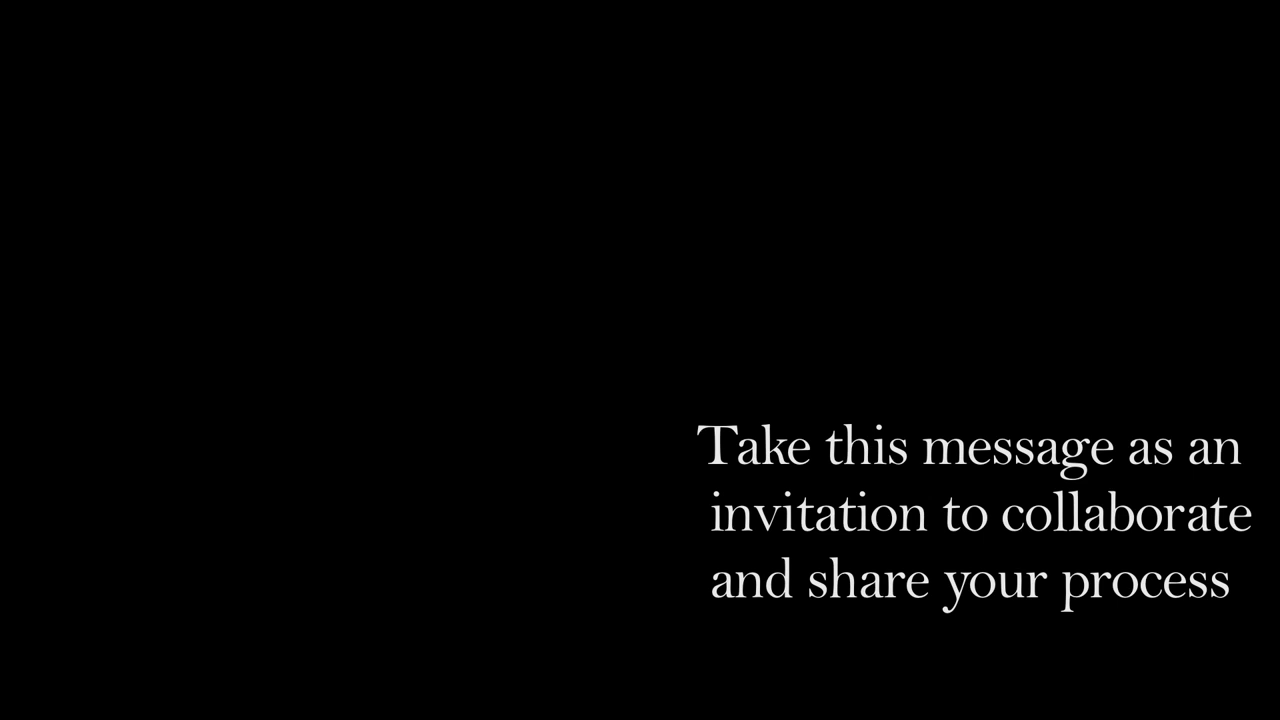 Take this message as an
invitation to collaborate
and share your process